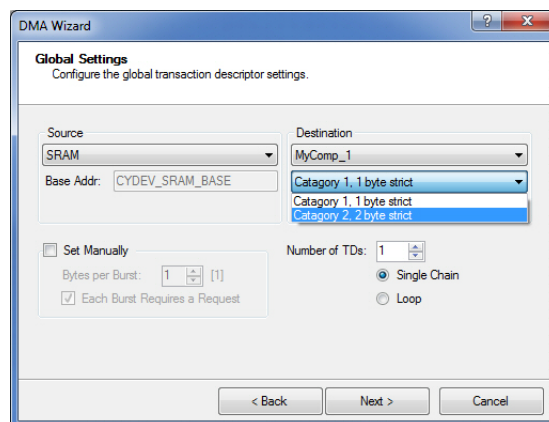 DMA Wizard
Global Settings
Configure the global transaction descriptor settings.
Source
SRAM
Base Addr: CYDEV_SRAM_BASE
Destination
MyComp_1
Catagory 1, 1 byte strict
Catagory 1, 1 byte strict
Catagory 2, 2 byte strict
Set Manually
Bytes per Burst: 1 [1]
Each Burst Requires a Request
Number of TDs: 1
Single Chain
Loop
< Back Next > Cancel